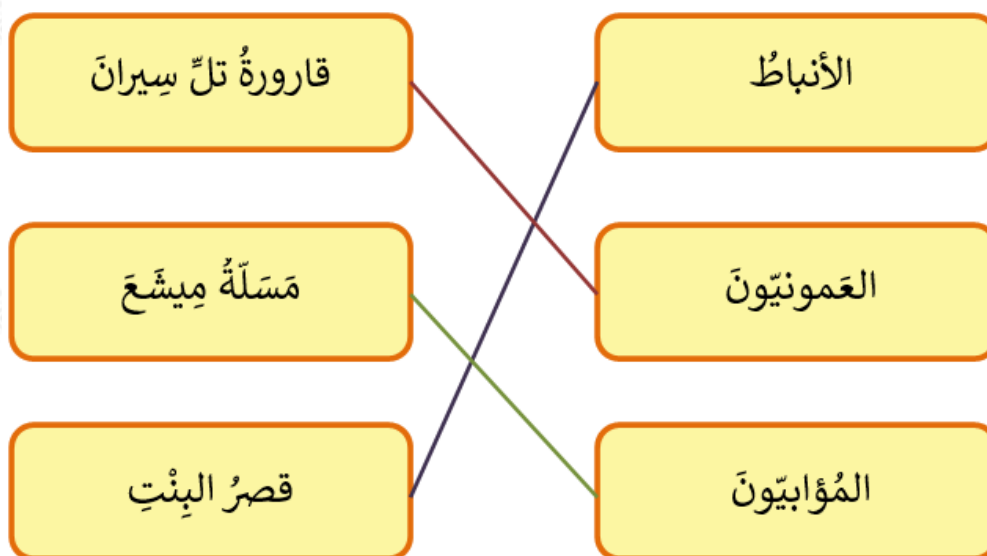 الأنباطُ
قارورةُ تلِّ سِيرانَ
العَمونيّونَ
مَسَلّةُ مِيشَعَ
المُؤابيّونَ
قصرُ البِنْتِ